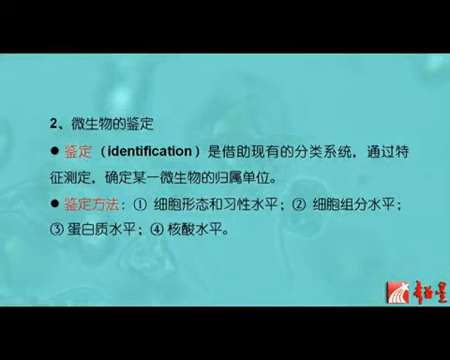 2、微生物的鉴定
● 鉴定（identification）是借助现有的分类系统，通过特
征测定，确定某一微生物的归属单位。
● 鉴定方法：① 细胞形态和习性水平；② 细胞组分水平；
③ 蛋白质水平；④ 核酸水平。
超星